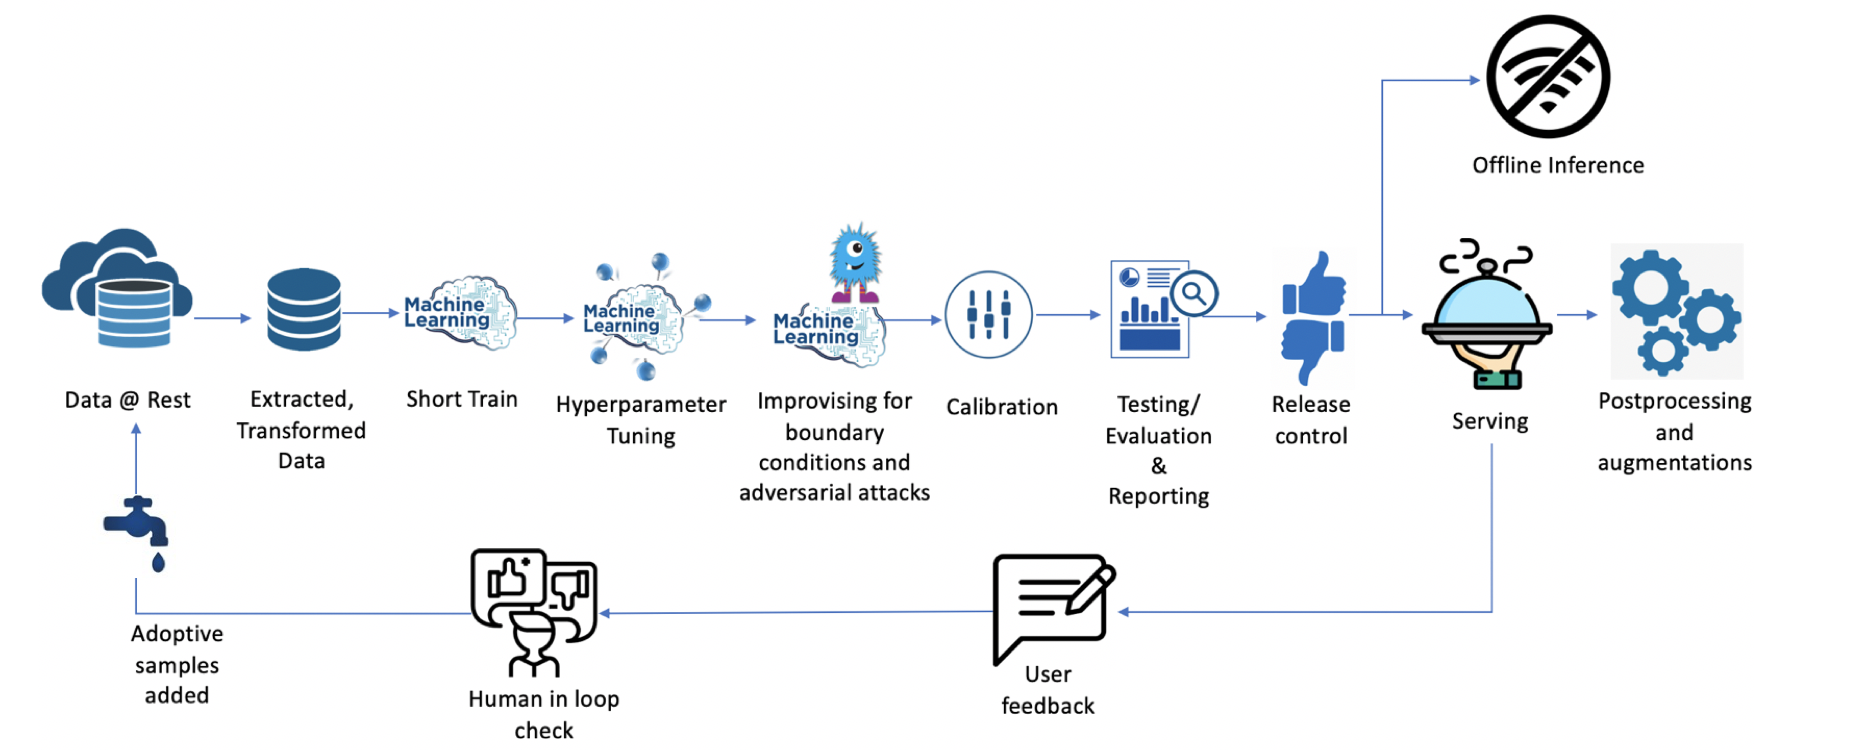 Offline Inference
Machine
Learning
Machine
Learning
Machine
Learning
Data @ Rest
Extracted,
Transformed
Data
Short Train
Hyperparameter
Tuning
Improvising for
boundary
conditions and
adversarial attacks
Calibration
Testing/
Evaluation
&
Reporting
Release
control
Serving
Postprocessing
and
augmentations
Adoptive
samples
added
Human in loop
check
User
feedback